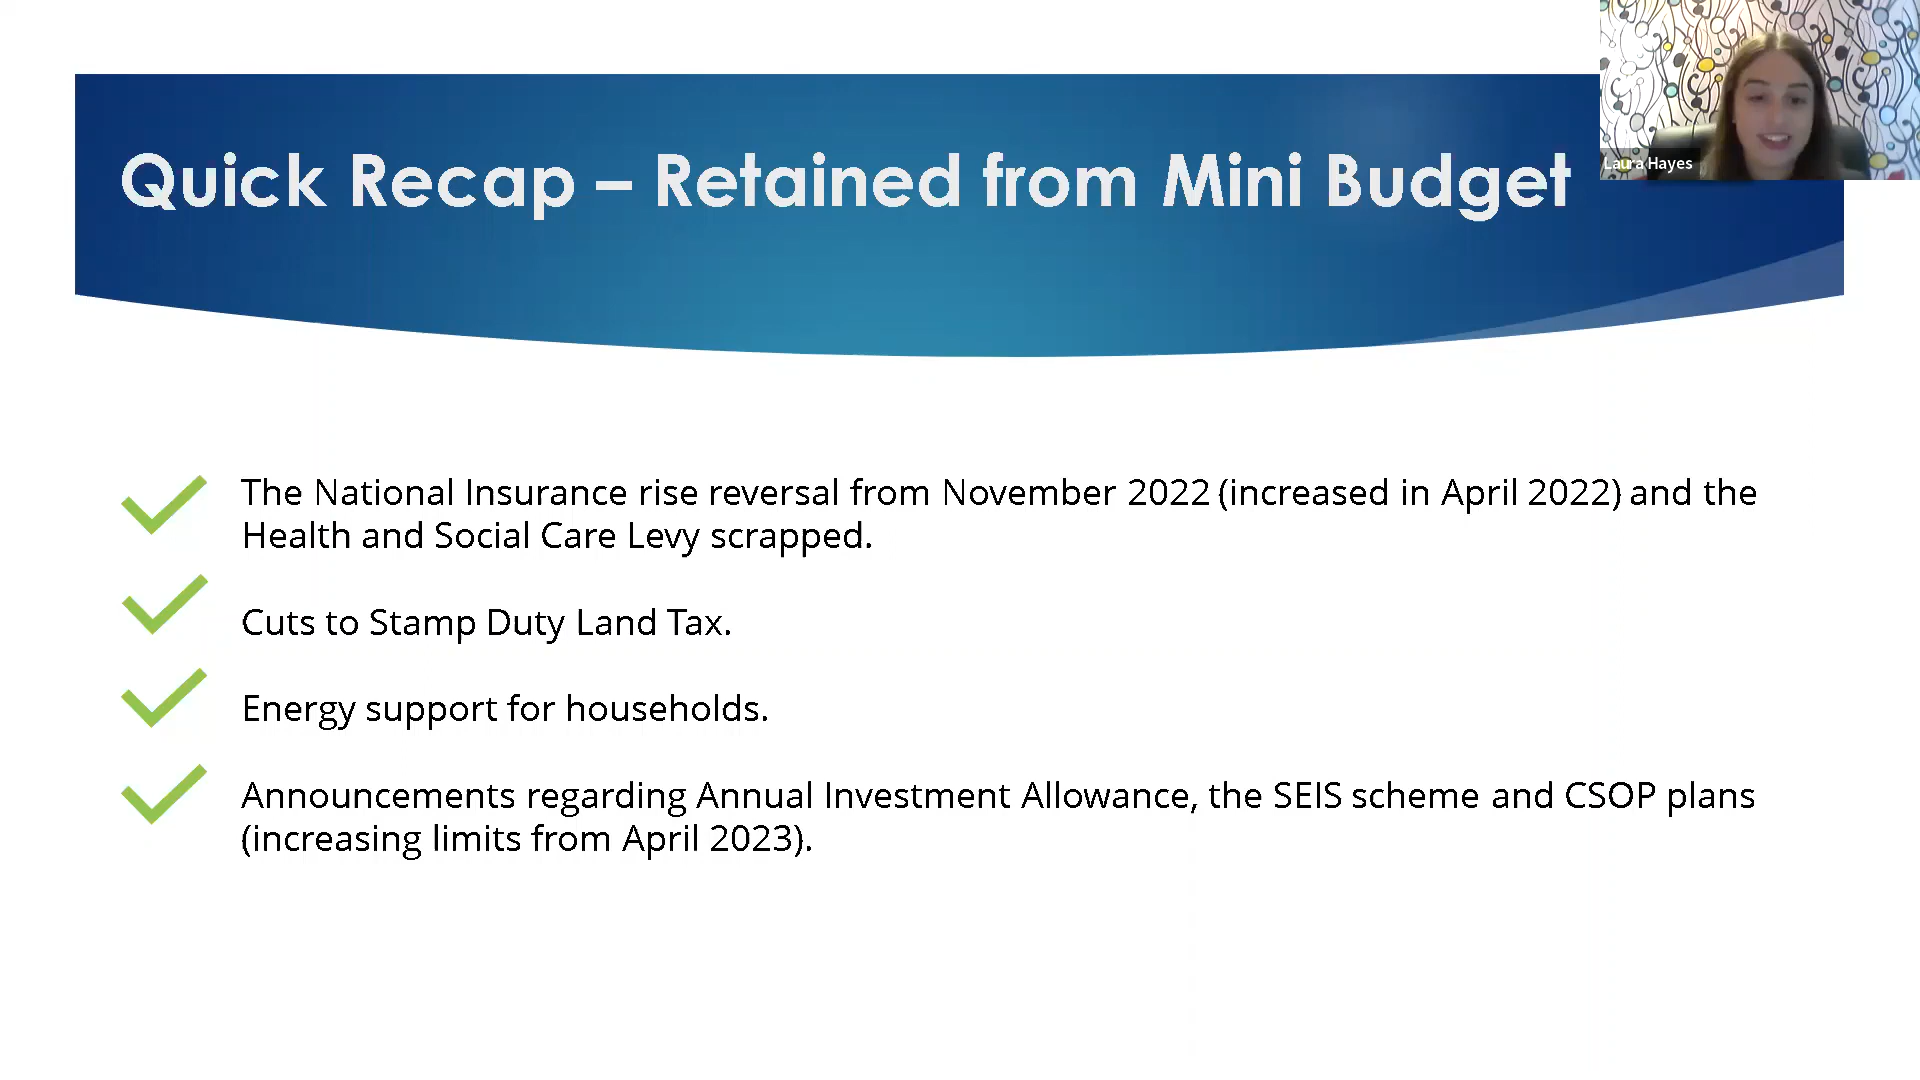 Quick Recap – Retained from Mini Budget
Laura Hayes
The National Insurance rise reversal from November 2022 (increased in April 2022) and the
Health and Social Care Levy scrapped.
Cuts to Stamp Duty Land Tax.
Energy support for households.
Announcements regarding Annual Investment Allowance, the SEIS scheme and CSOP plans
(increasing limits from April 2023).